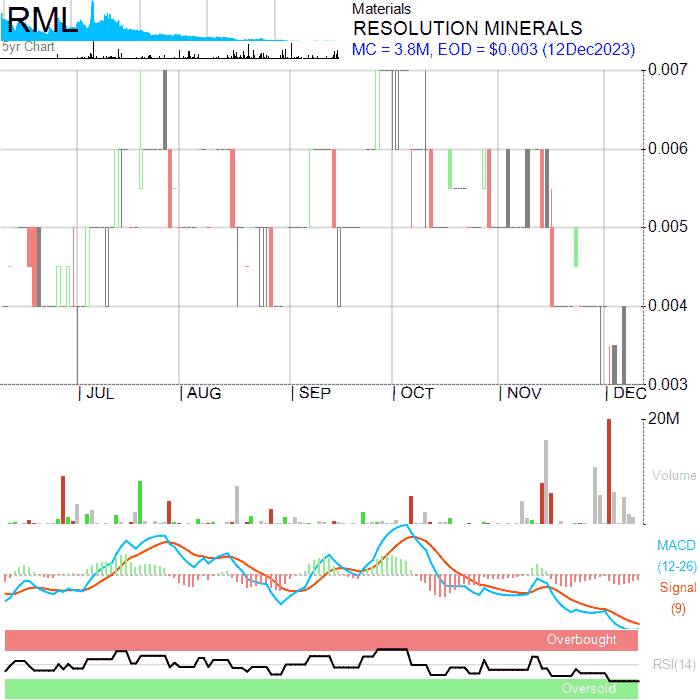 RML
5yr Chart
Materials
RESOLUTION MINERALS
MC = 3.8M, EOD = $0.003 (12Dec2023)
0.007
0.006
0.005
0.004
0.003
JUL AUG SEP OCT NOV DEC
20M
Volume
MACD
(12-26)
Signal
(9)
Overbought
RSI(14)
Oversold